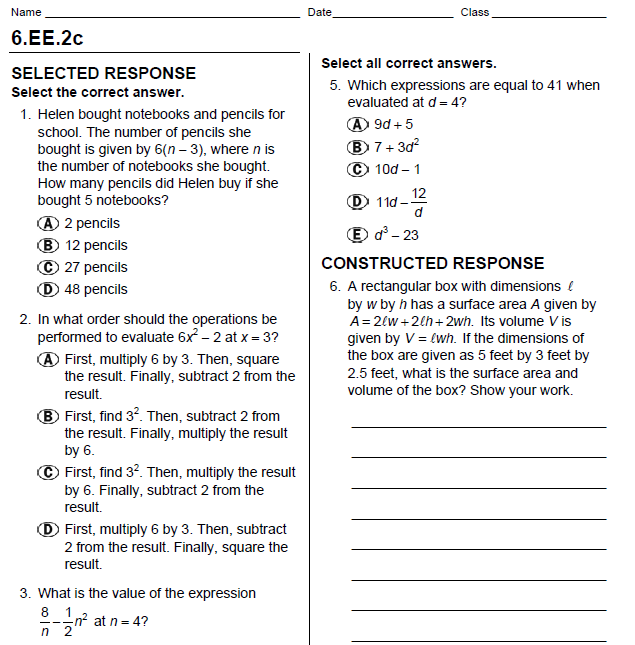 Name Date Class
6.EE.2c
SELECTED RESPONSE
Select the correct answer.
1. Helen bought notebooks and pencils for
school. The number of pencils she
bought is given by 6(n – 3), where n is
the number of notebooks she bought.
How many pencils did Helen buy if she
bought 5 notebooks?
A 2 pencils
B 12 pencils
C 27 pencils
D 48 pencils
2. In what order should the operations be
performed to evaluate 6x² – 2 at x = 3?
A First, multiply 6 by 3. Then, square
the result. Finally, subtract 2 from the
result.
B First, find 3². Then, subtract 2 from
the result. Finally, multiply the result
by 6.
C First, find 3². Then, multiply the result
by 6. Finally, subtract 2 from the
result.
D First, multiply 6 by 3. Then, subtract
2 from the result. Finally, square the
result.
3. What is the value of the expression
8/n – 1/2 n² at n = 4?
Select all correct answers.
5. Which expressions are equal to 41 when
evaluated at d = 4?
A 9d + 5
B 7 + 3d²
C 10d – 1
D 11d – 12/d
E d³ – 23
CONSTRUCTED RESPONSE
6. A rectangular box with dimensions ℓ
by w by h has a surface area A given by
A = 2ℓw + 2ℓh + 2wh. Its volume V is
given by V = ℓwh. If the dimensions of
the box are given as 5 feet by 3 feet by
2.5 feet, what is the surface area and
volume of the box? Show your work.